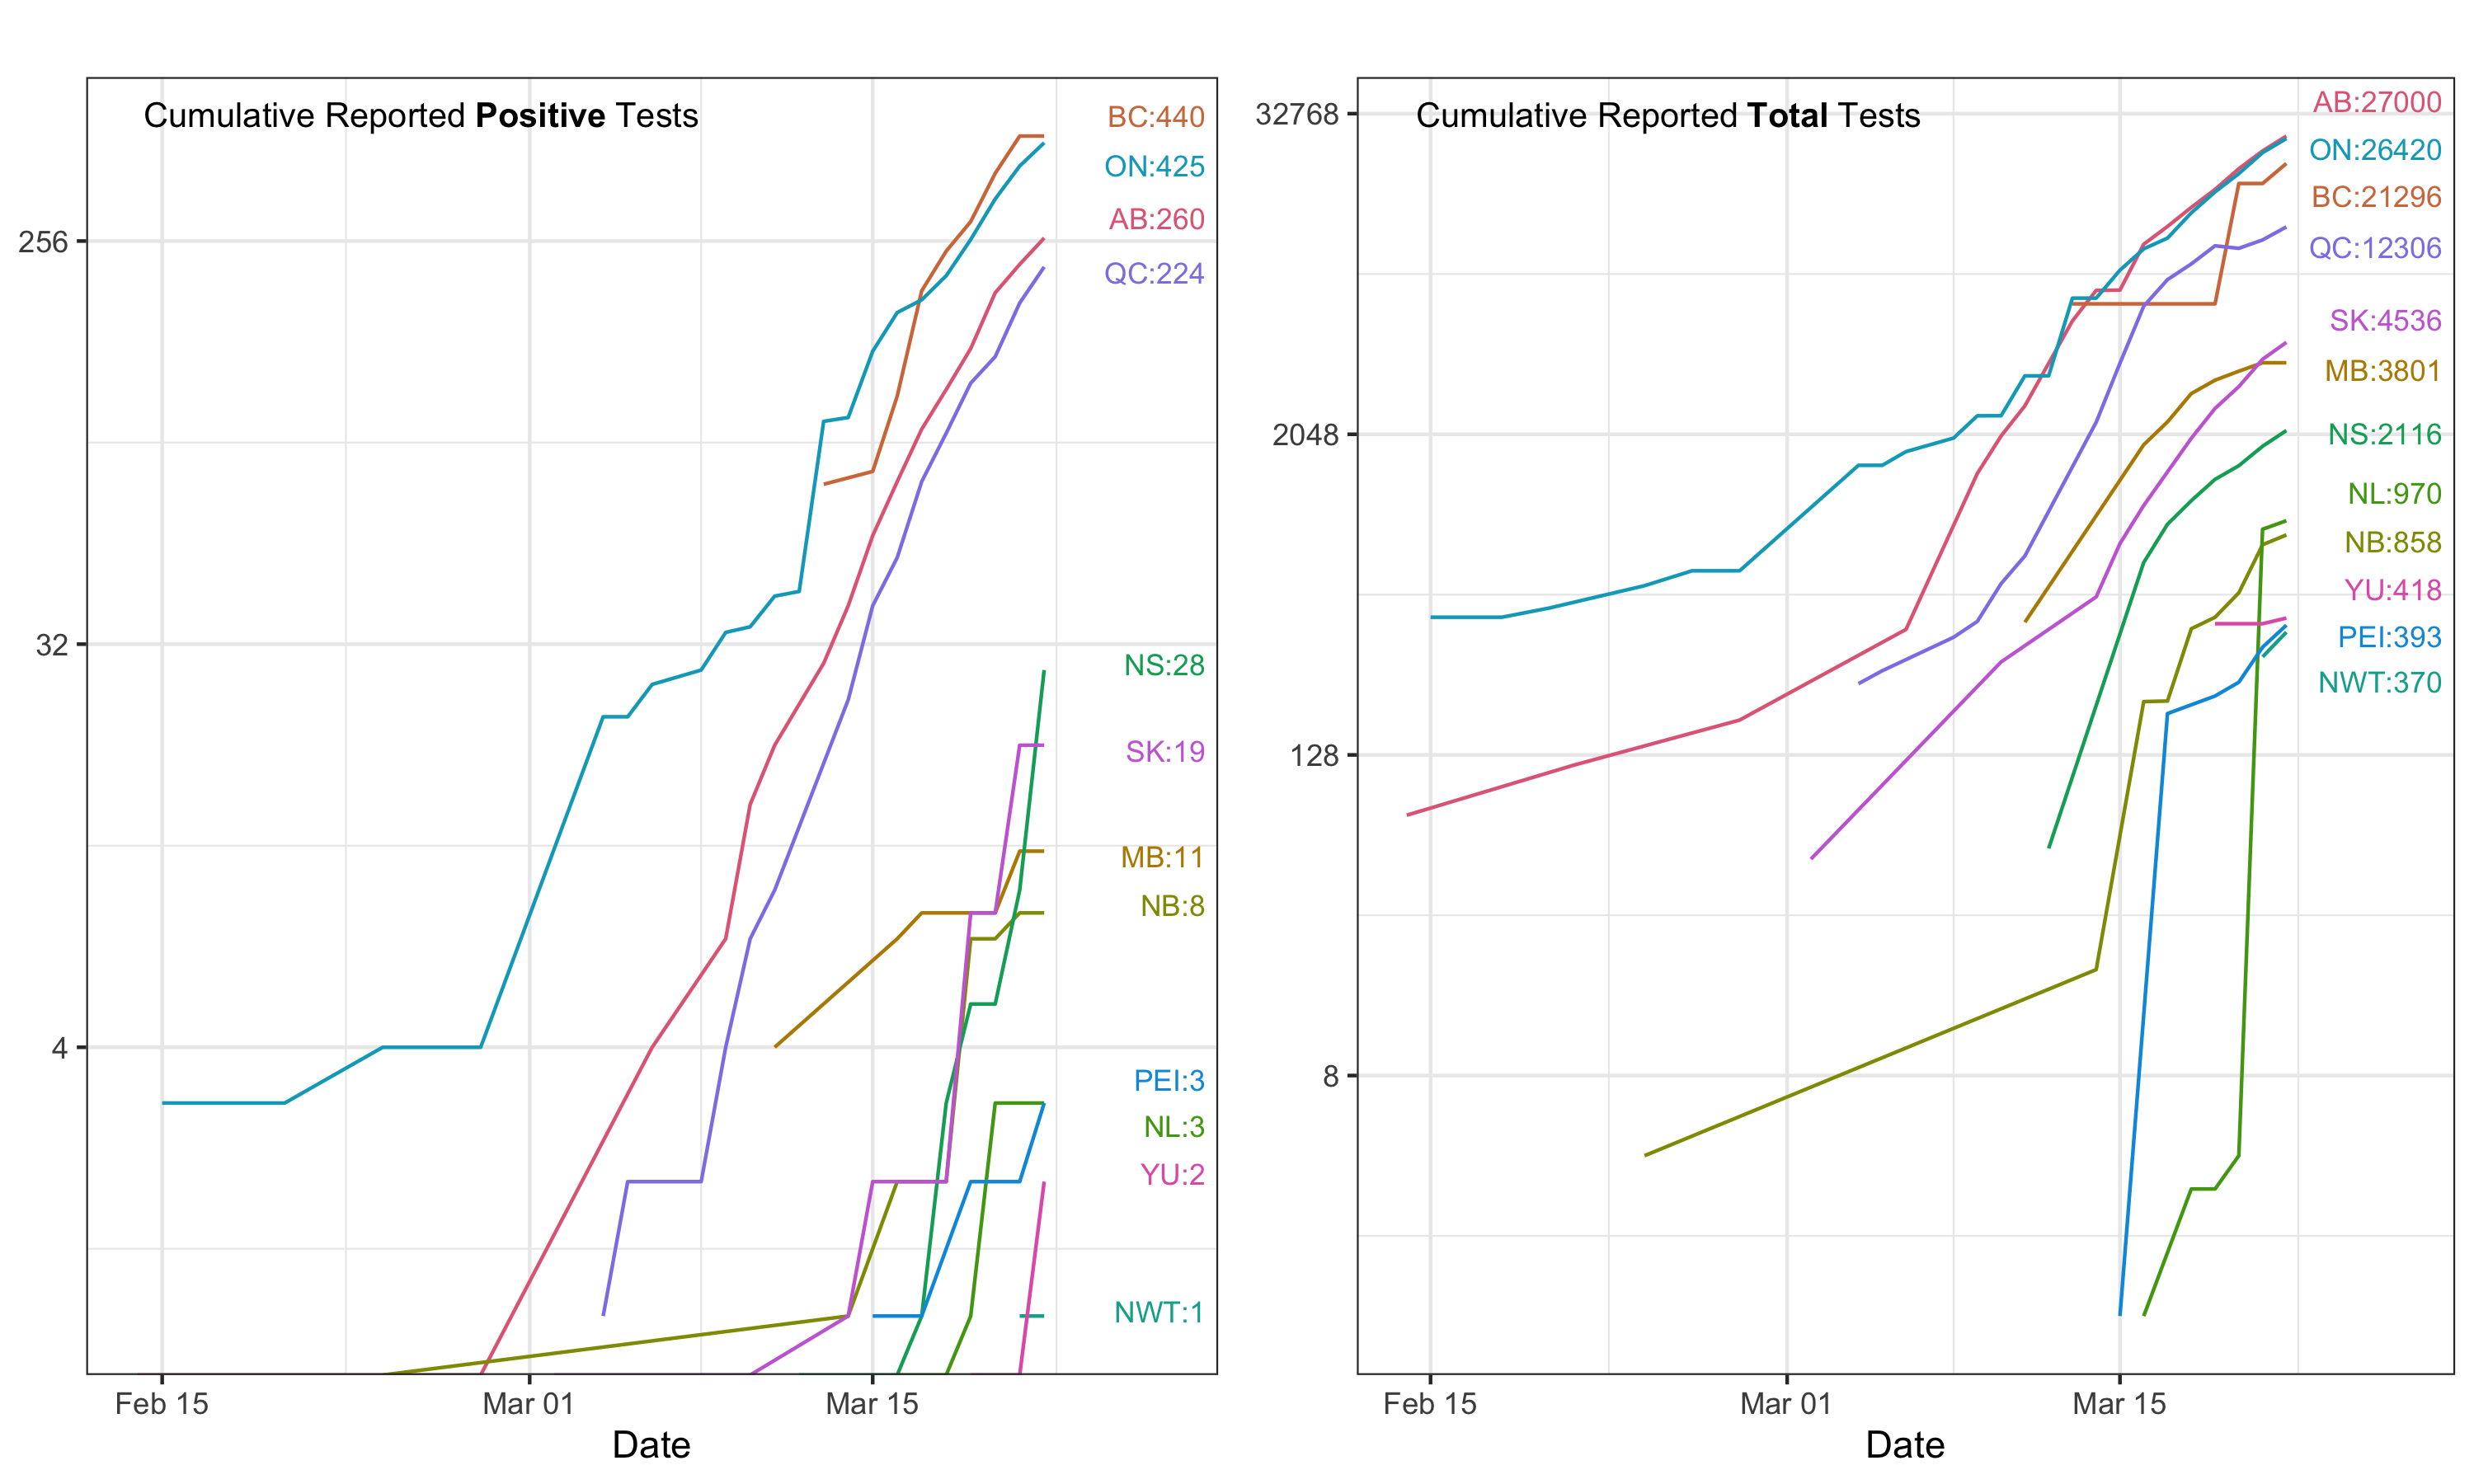 Cumulative Reported Positive Tests
BC:440
ON:425
AB:260
QC:224
NS:28
SK:19
MB:11
NB:8
PEI:3
NL:3
YU:2
NWT:1
256
32
4
Feb 15
Mar 01
Mar 15
Date
Cumulative Reported Total Tests
AB:27000
ON:26420
BC:21296
QC:12306
SK:4536
MB:3801
NS:2116
NL:970
NB:858
YU:418
PEI:393
NWT:370
32768
2048
128
8
Feb 15
Mar 01
Mar 15
Date